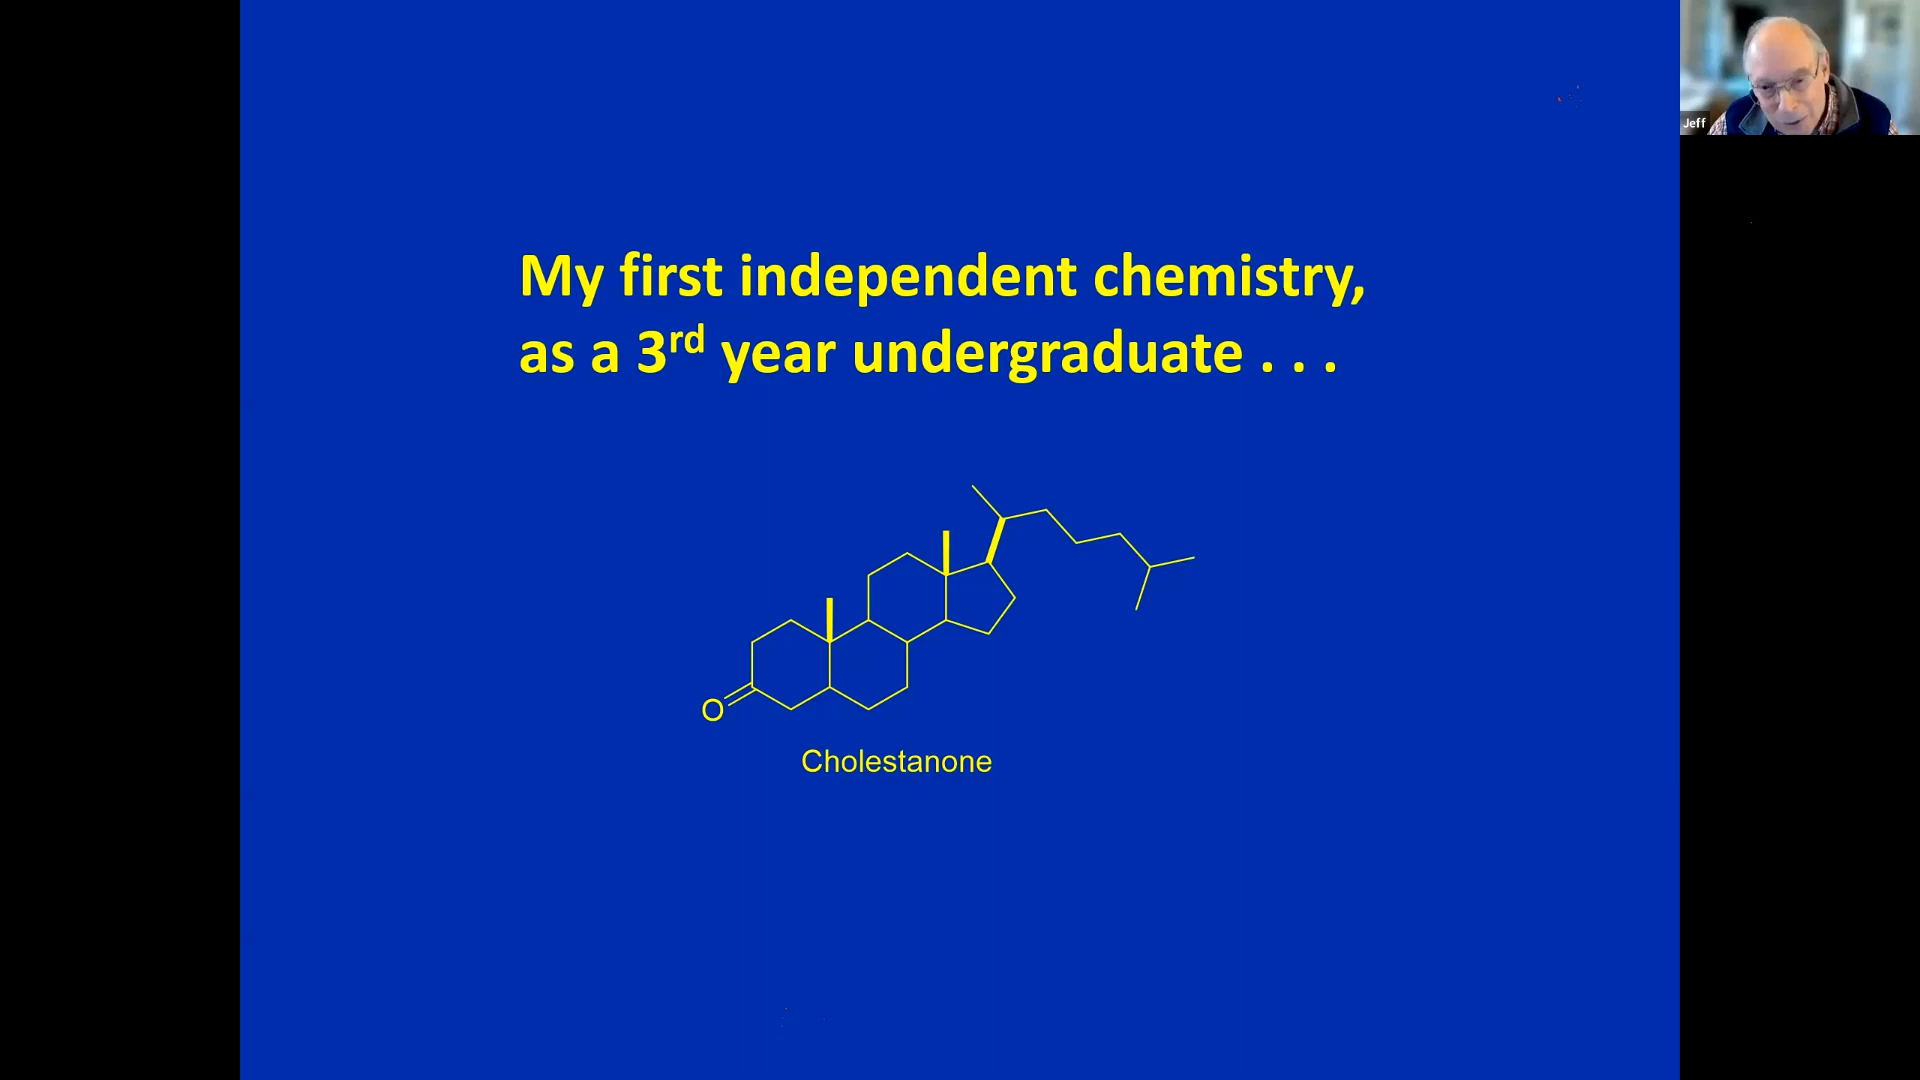 Jeff
My first independent chemistry,
as a 3rd year undergraduate . . .
O
Cholestanone